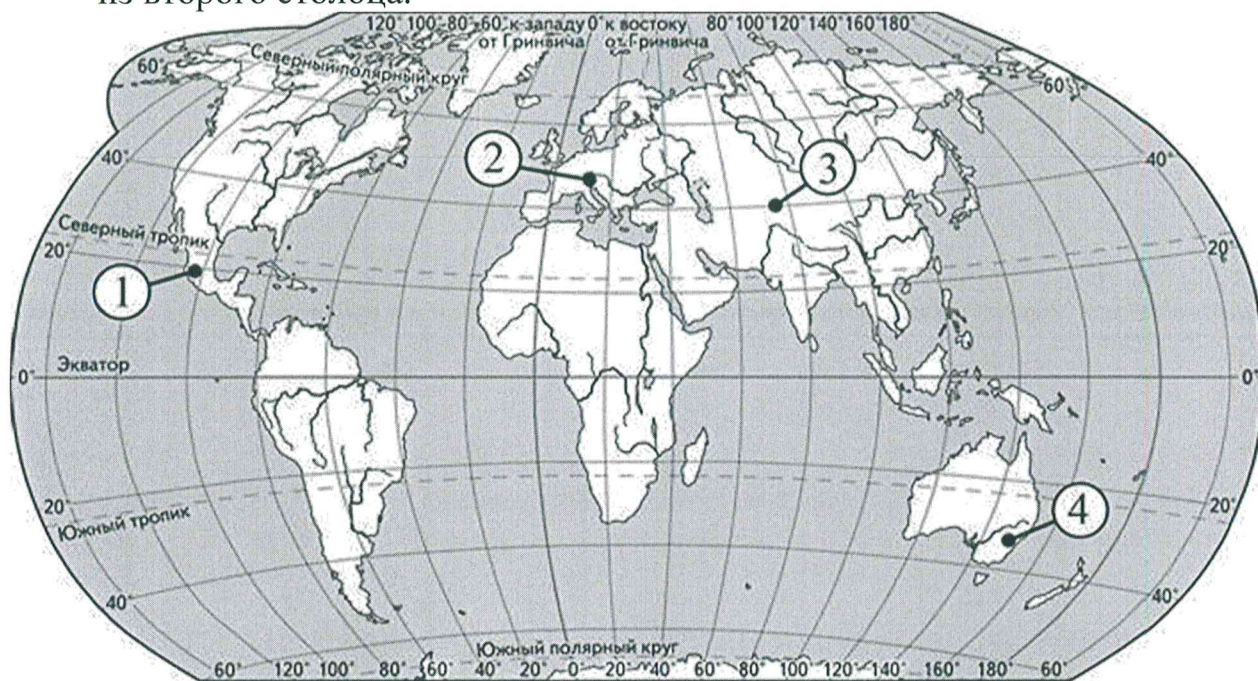 из второго столбца.
120° 100° 80° 60° к западу 0° к востоку 80° 100° 120° 140° 160° 180°
от Гринвича от Гринвича
60° Северный полярный круг 60°
40° 2 3 40°
Северный тропик
20° 20°
1
Экватор
0° 0°
4
20° 20°
Южный тропик
40° 40°
Южный полярный круг
60° 120° 100° 80° 60° 40° 20° 0° 20° 40° 60° 80° 100° 120° 140° 160° 180° 60°